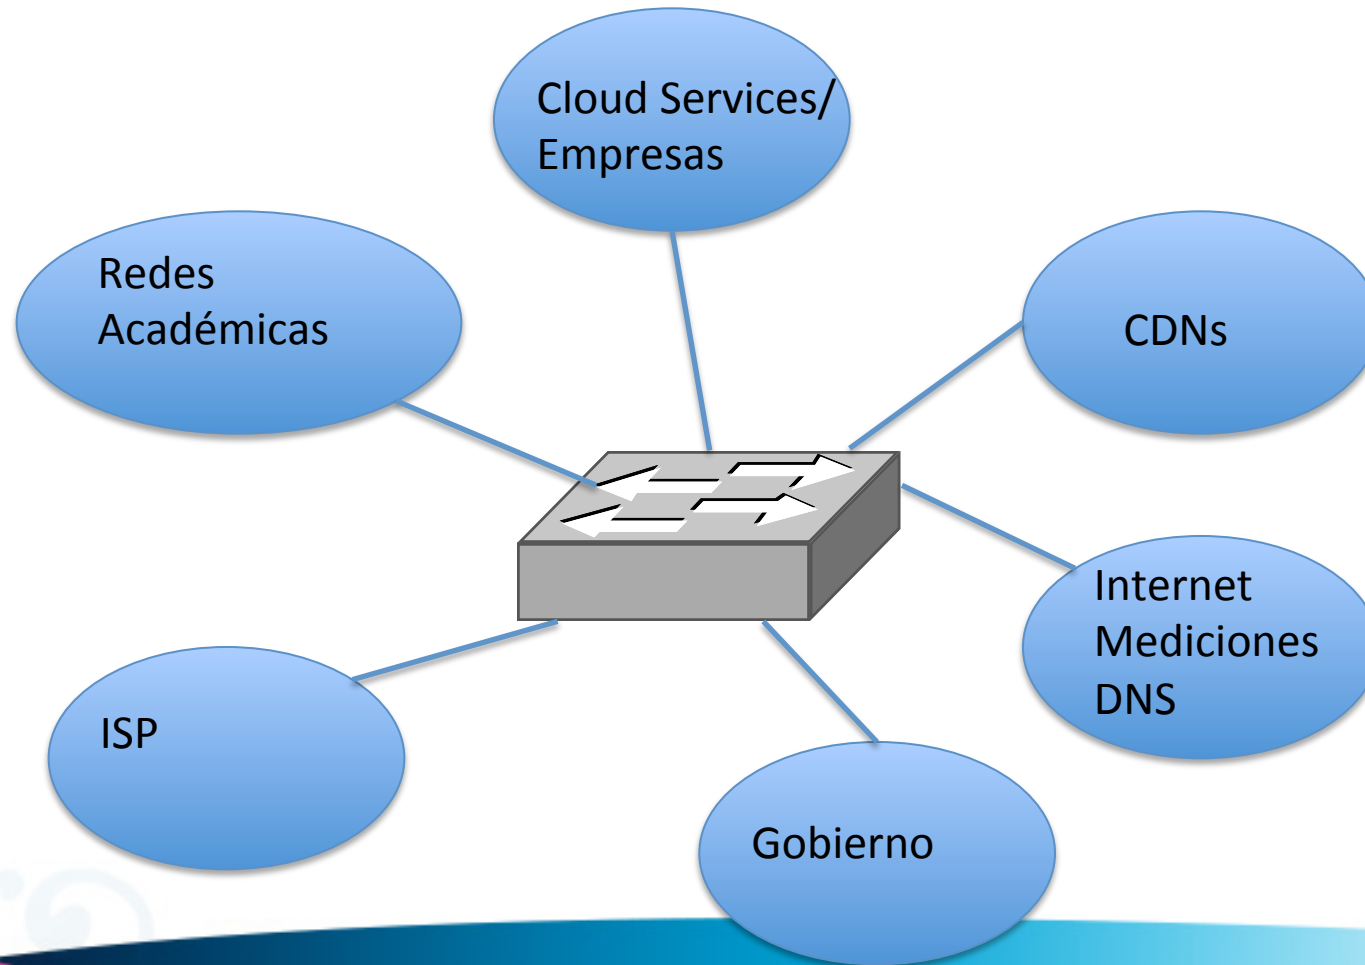 Cloud Services/
Empresas
Redes
Académicas
CDNs
Internet
Mediciones
DNS
ISP
Gobierno